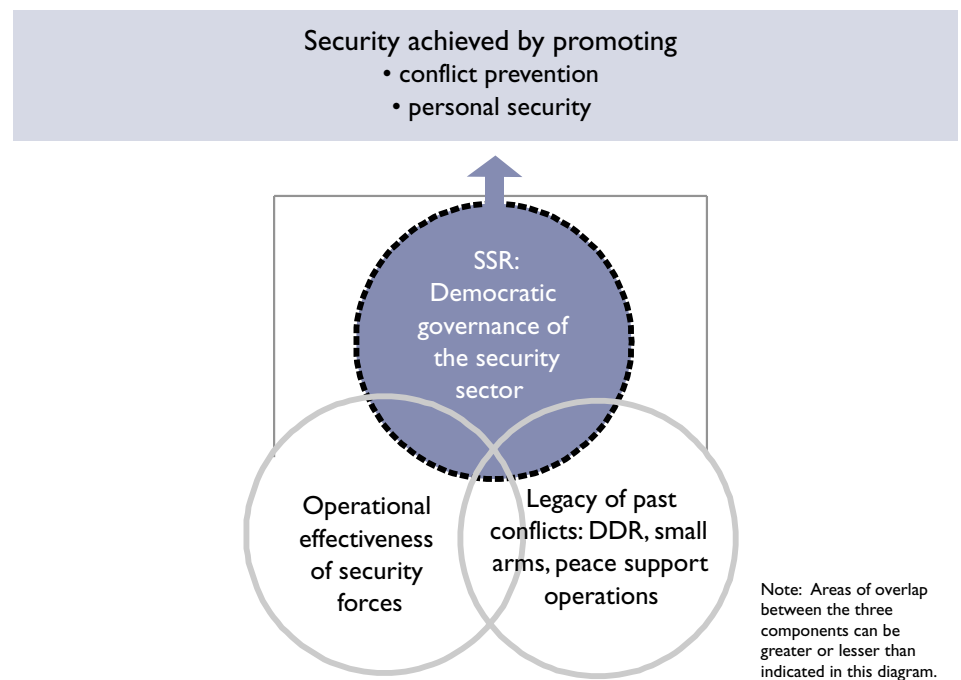 Security achieved by promoting
• conflict prevention
• personal security
SSR:
Democratic
governance of
the security
sector
Operational
effectiveness
of security
forces
Legacy of past
conflicts: DDR, small
arms, peace support
operations
Note: Areas of overlap
between the three
components can be
greater or lesser than
indicated in this diagram.